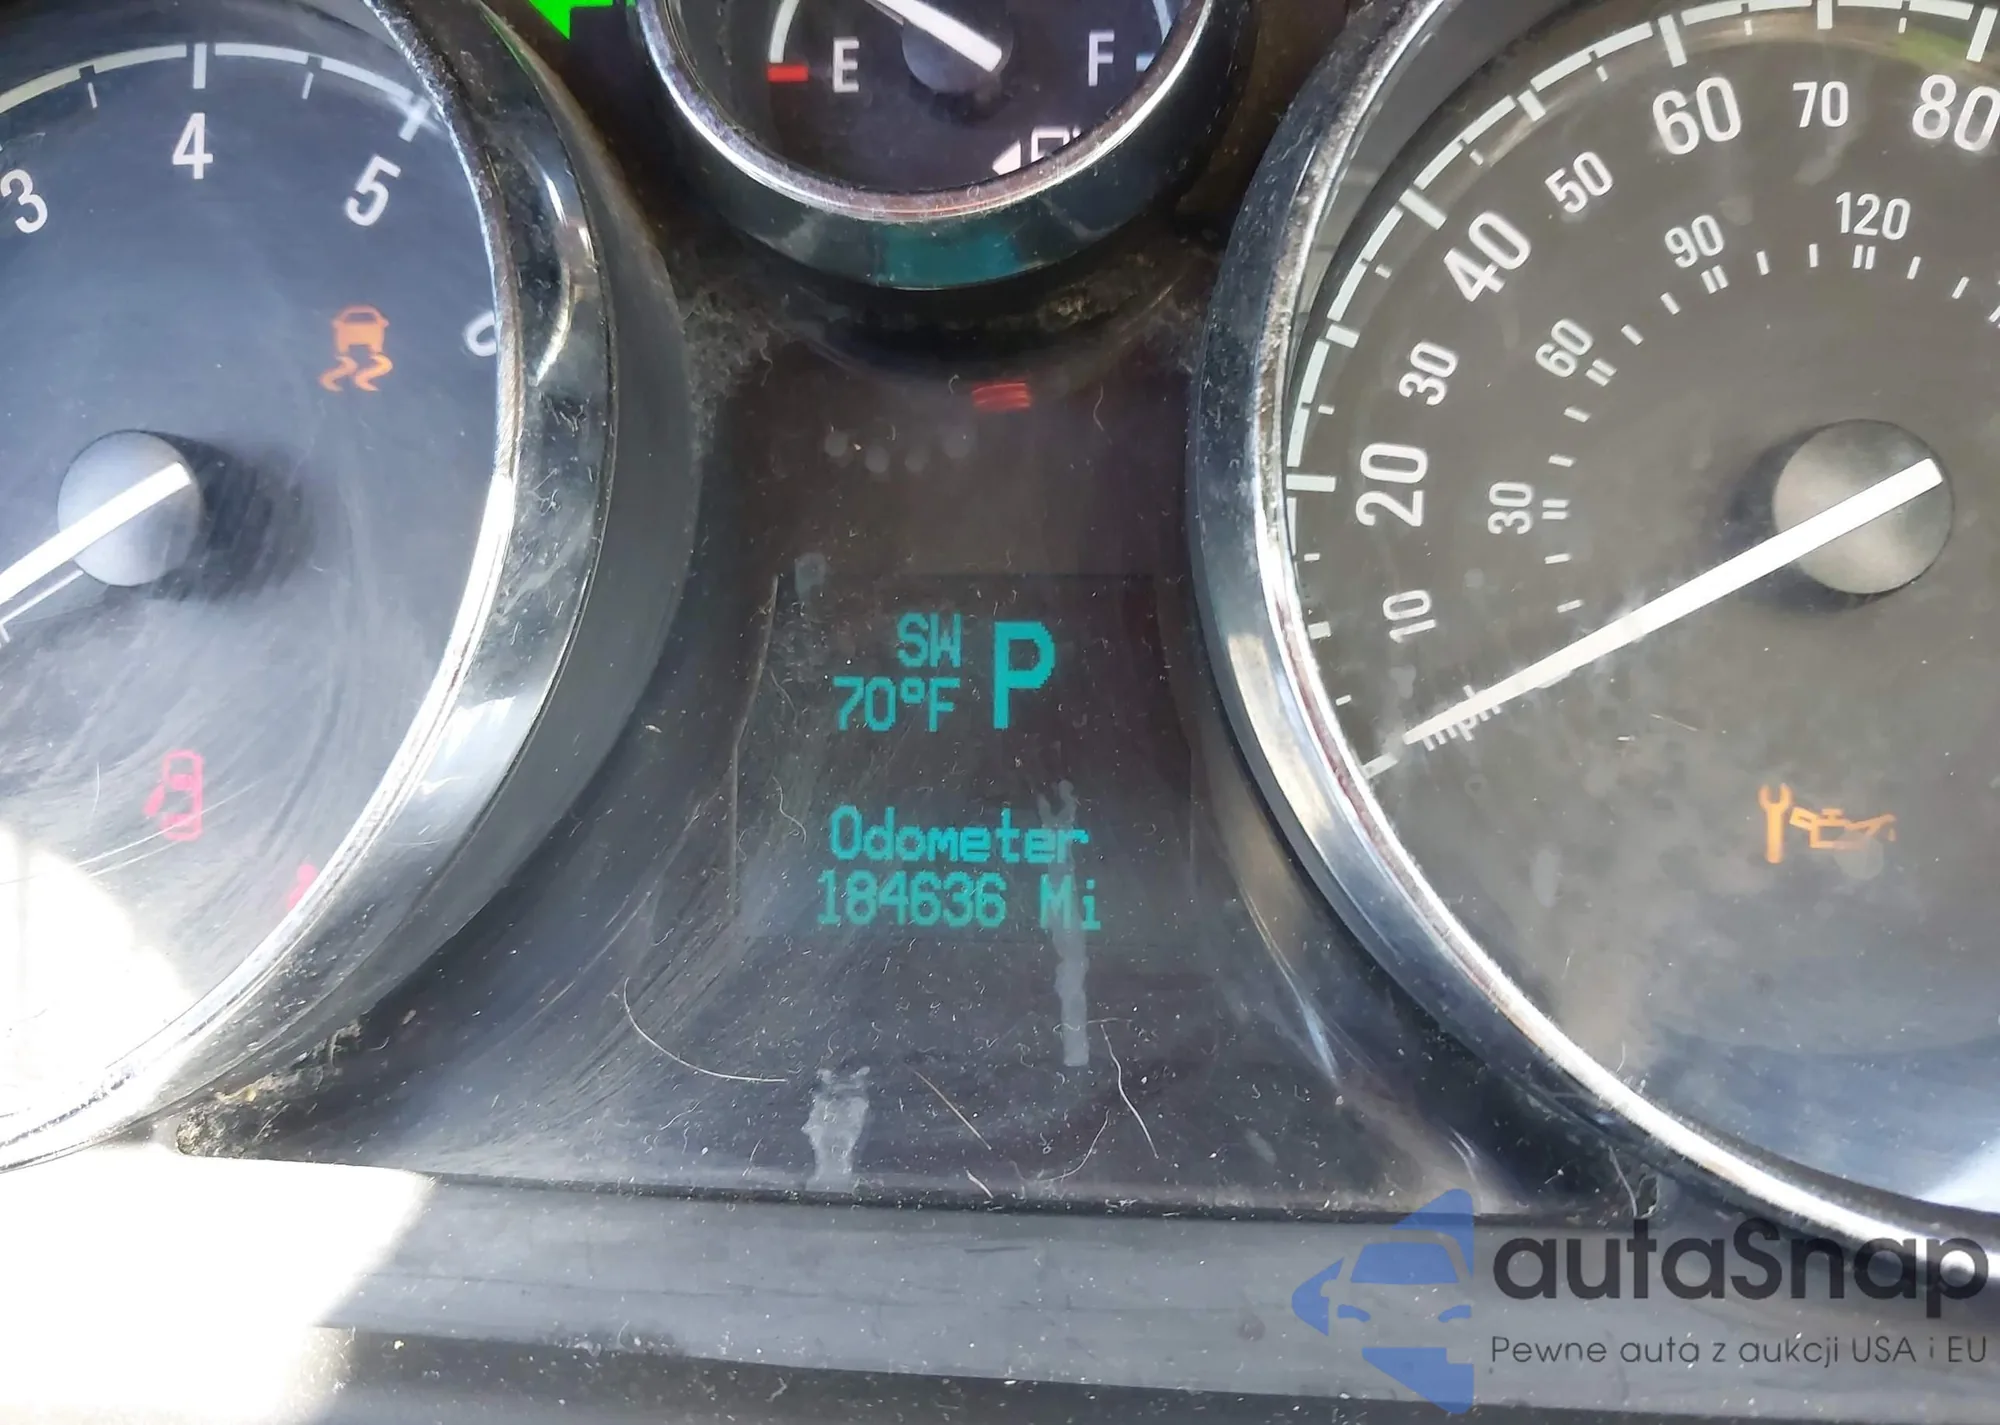 E F
3 4 5 6
10 20 30 40 50 60 70 80
30 60 90 120
mph
SW
70°F P
Odometer
184636 Mi
autaSnap
Pewne auta z aukcji USA i EU